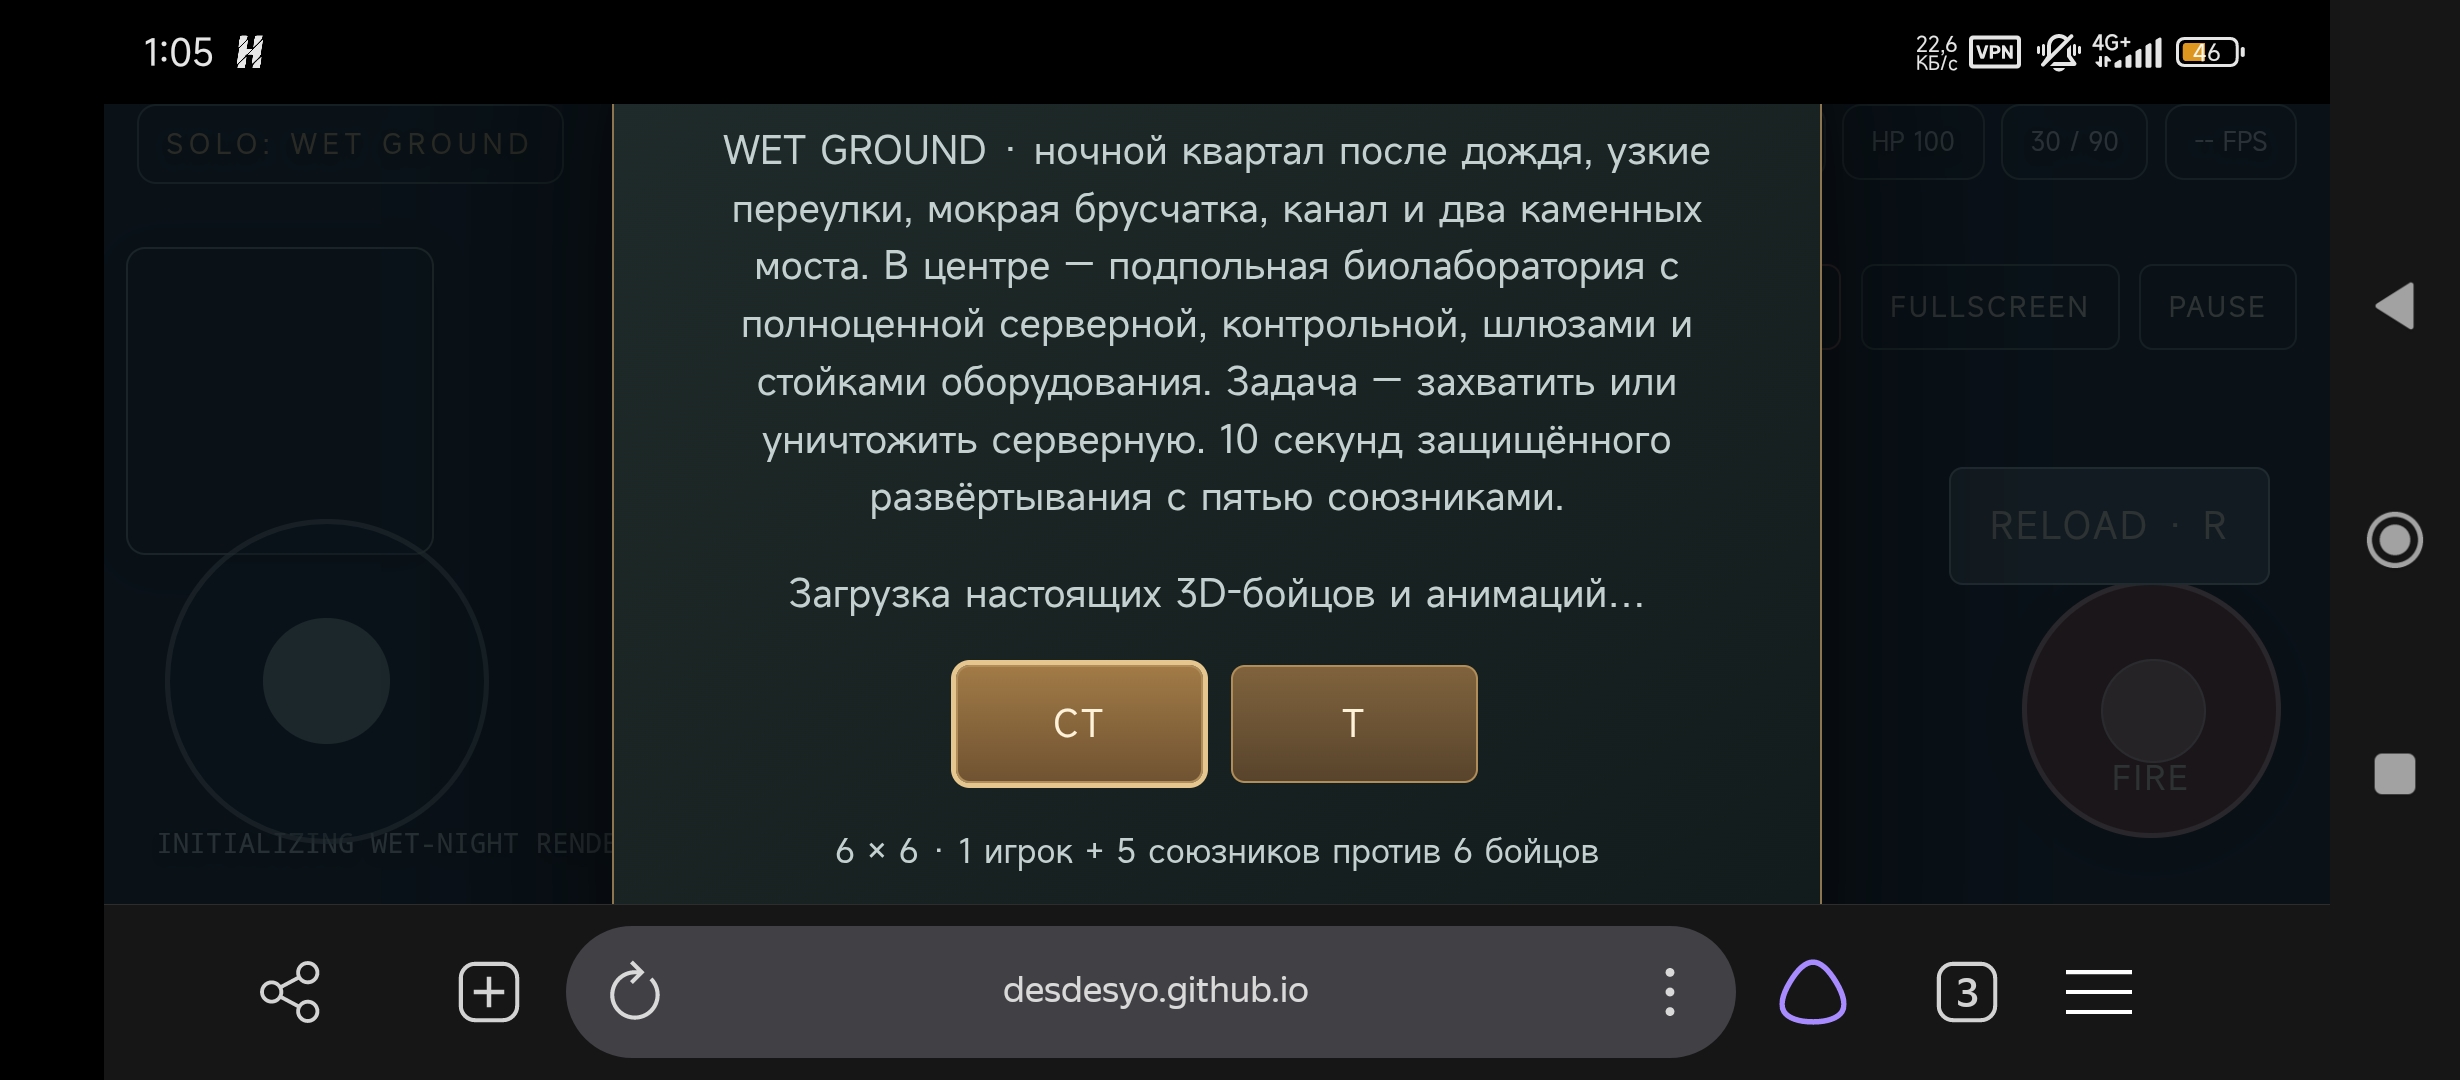 1:05
22,6
КБ/с
VPN
4G+
46
SOLO: WET GROUND
HP 100
30 / 90
-- FPS
FULLSCREEN
PAUSE
WET GROUND · ночной квартал после дождя, узкие
переулки, мокрая брусчатка, канал и два каменных
моста. В центре — подпольная биолаборатория с
полноценной серверной, контрольной, шлюзами и
стойками оборудования. Задача — захватить или
уничтожить серверную. 10 секунд защищённого
развёртывания с пятью союзниками.
Загрузка настоящих 3D-бойцов и анимаций...
CT
T
6 × 6 · 1 игрок + 5 союзников против 6 бойцов
RELOAD · R
FIRE
INITIALIZING WET-NIGHT
desdesyo.github.io
3